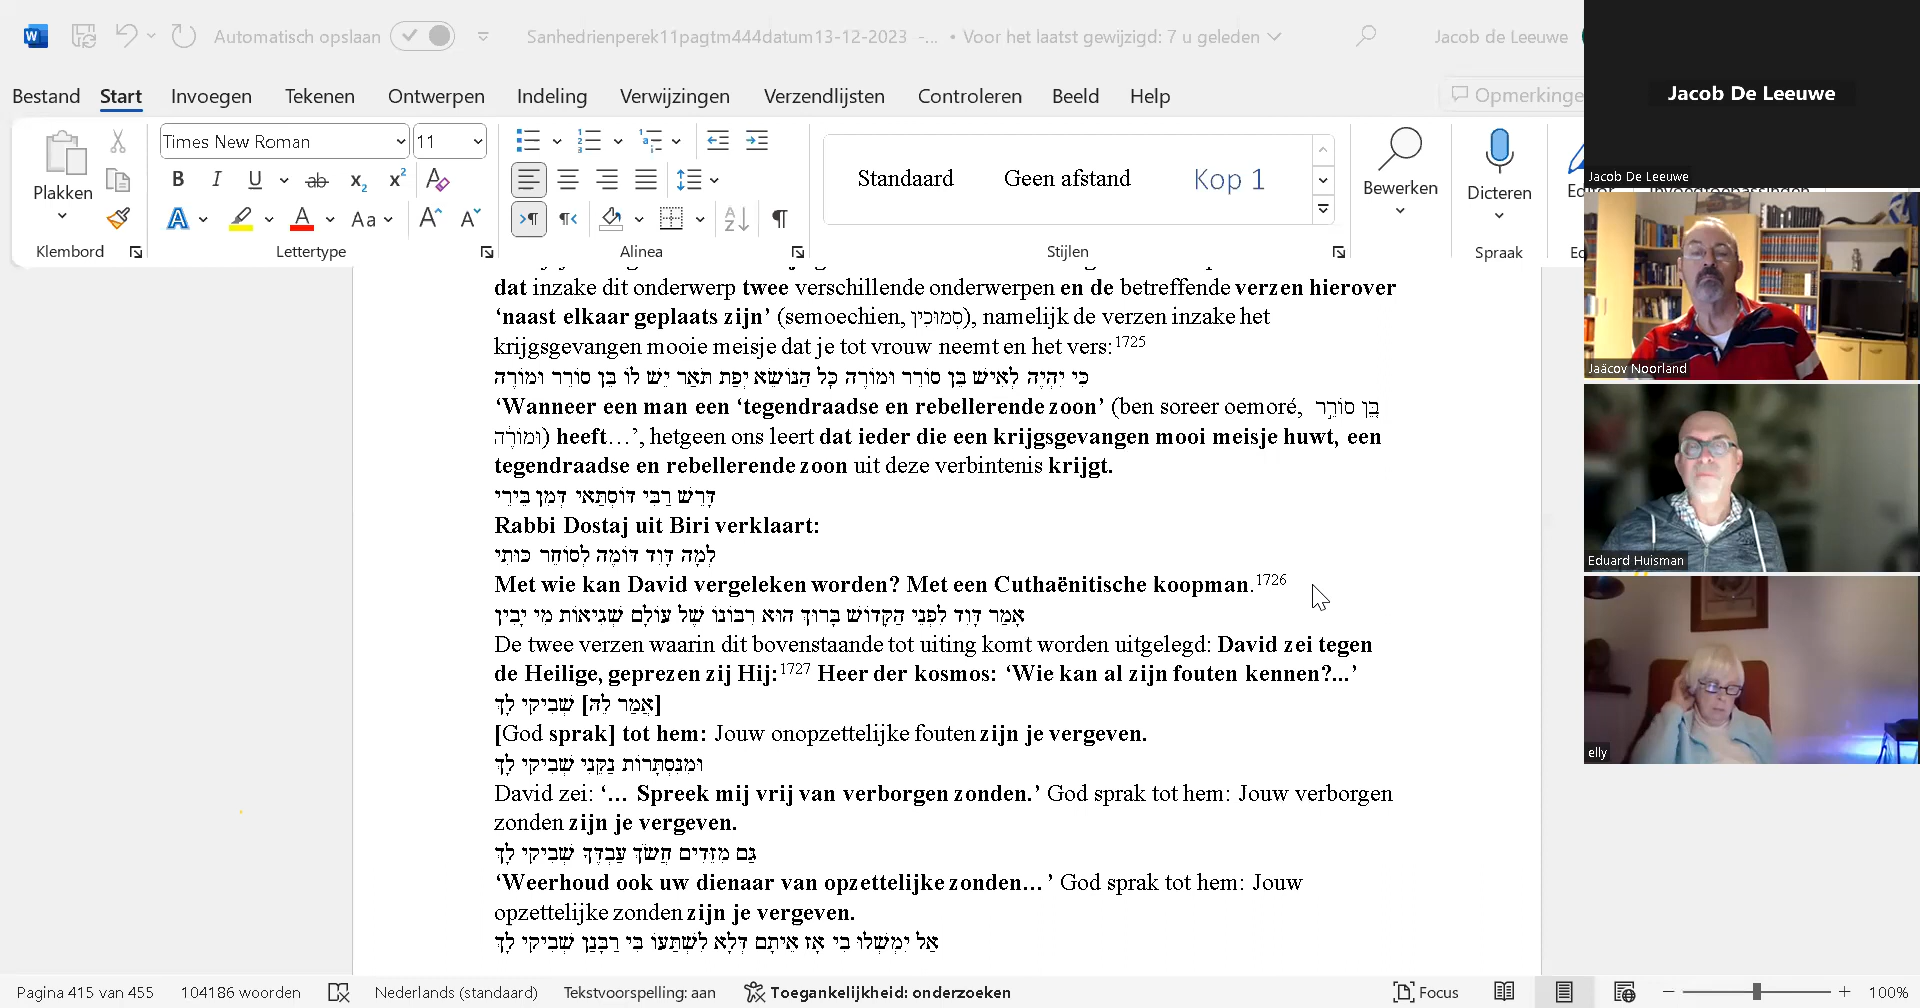 Automatisch opslaan
Sanhedrienperek11pagtm444datum13-12-2023 -... • Voor het laatst gewijzigd: 7 u geleden
Jacob de Leeuwe
Bestand Start Invoegen Tekenen Ontwerpen Indeling Verwijzingen Verzendlijsten Controleren Beeld Help
Opmerkinge
Plakken
Times New Roman 11
Standaard Geen afstand Kop 1
Bewerken
Dicteren
Klembord Lettertype Alinea Stijlen Spraak
dat inzake dit onderwerp twee verschillende onderwerpen en de betreffende verzen hierover
‘naast elkaar geplaats zijn’ (semoechien, סְמוּכִין), namelijk de verzen inzake het
krijgsgevangen mooie meisje dat je tot vrouw neemt en het vers:1725
כִּי יִהְיֶה לְאִישׁ בֵּן סוֹרֵר וּמוֹרֶה כׇּל הַנּוֹשֵׂא יְפַת תֹּאַר יֵשׁ לוֹ בֵּן סוֹרֵר וּמוֹרֶה
‘Wanneer een man een ‘tegendraadse en rebellerende zoon’ (ben soreer oemoré, בֵּן סוֹרֵר
וּמוֹרֶה) heeft…’, hetgeen ons leert dat ieder die een krijgsgevangen mooi meisje huwt, een
tegendraadse en rebellerende zoon uit deze verbintenis krijgt.
דָּרֵשׁ רַבִּי דּוֹסְתַּאי דְּמִן בֵּירֵי
Rabbi Dostaj uit Biri verklaart:
לְמָה דָּוִד דּוֹמֶה לְסוֹחֵר כּוּתִי
Met wie kan David vergeleken worden? Met een Cuthaënitische koopman.1726
אָמַר דָּוִד לִפְנֵי הַקָּדוֹשׁ בָּרוּךְ הוּא רִבּוֹנוֹ שֶׁל עוֹלָם שְׁגִיאוֹת מִי יָבִין
De twee verzen waarin dit bovenstaande tot uiting komt worden uitgelegd: David zei tegen
de Heilige, geprezen zij Hij:1727 Heer der kosmos: ‘Wie kan al zijn fouten kennen?...’
[אֲמַר לֵהּ] שְׁבִיקִי לָךְ
[God sprak] tot hem: Jouw onopzettelijke fouten zijn je vergeven.
וּמִנִּסְתָּרוֹת נַקֵּנִי שְׁבִיקִי לָךְ
David zei: ‘... Spreek mij vrij van verborgen zonden.’ God sprak tot hem: Jouw verborgen
zonden zijn je vergeven.
גַּם מִזֵּדִים חֲשֹׂךְ עַבְדֶּךָ שְׁבִיקִי לָךְ
‘Weerhoud ook uw dienaar van opzettelijke zonden…’ God sprak tot hem: Jouw
opzettelijke zonden zijn je vergeven.
אַל יִמְשְׁלוּ בִי אָז אֵיתָם דְּלָא לִשְׁתַּעוֹ בִּי רַבָּנַן שְׁבִיקִי לָךְ
Pagina 415 van 455 104186 woorden Nederlands (standaard) Tekstvoorspelling: aan Toegankelijkheid: onderzoeken Focus 100%
Jacob De Leeuwe
Jacob De Leeuwe
Jaäcov Noorland
Eduard Huisman
elly